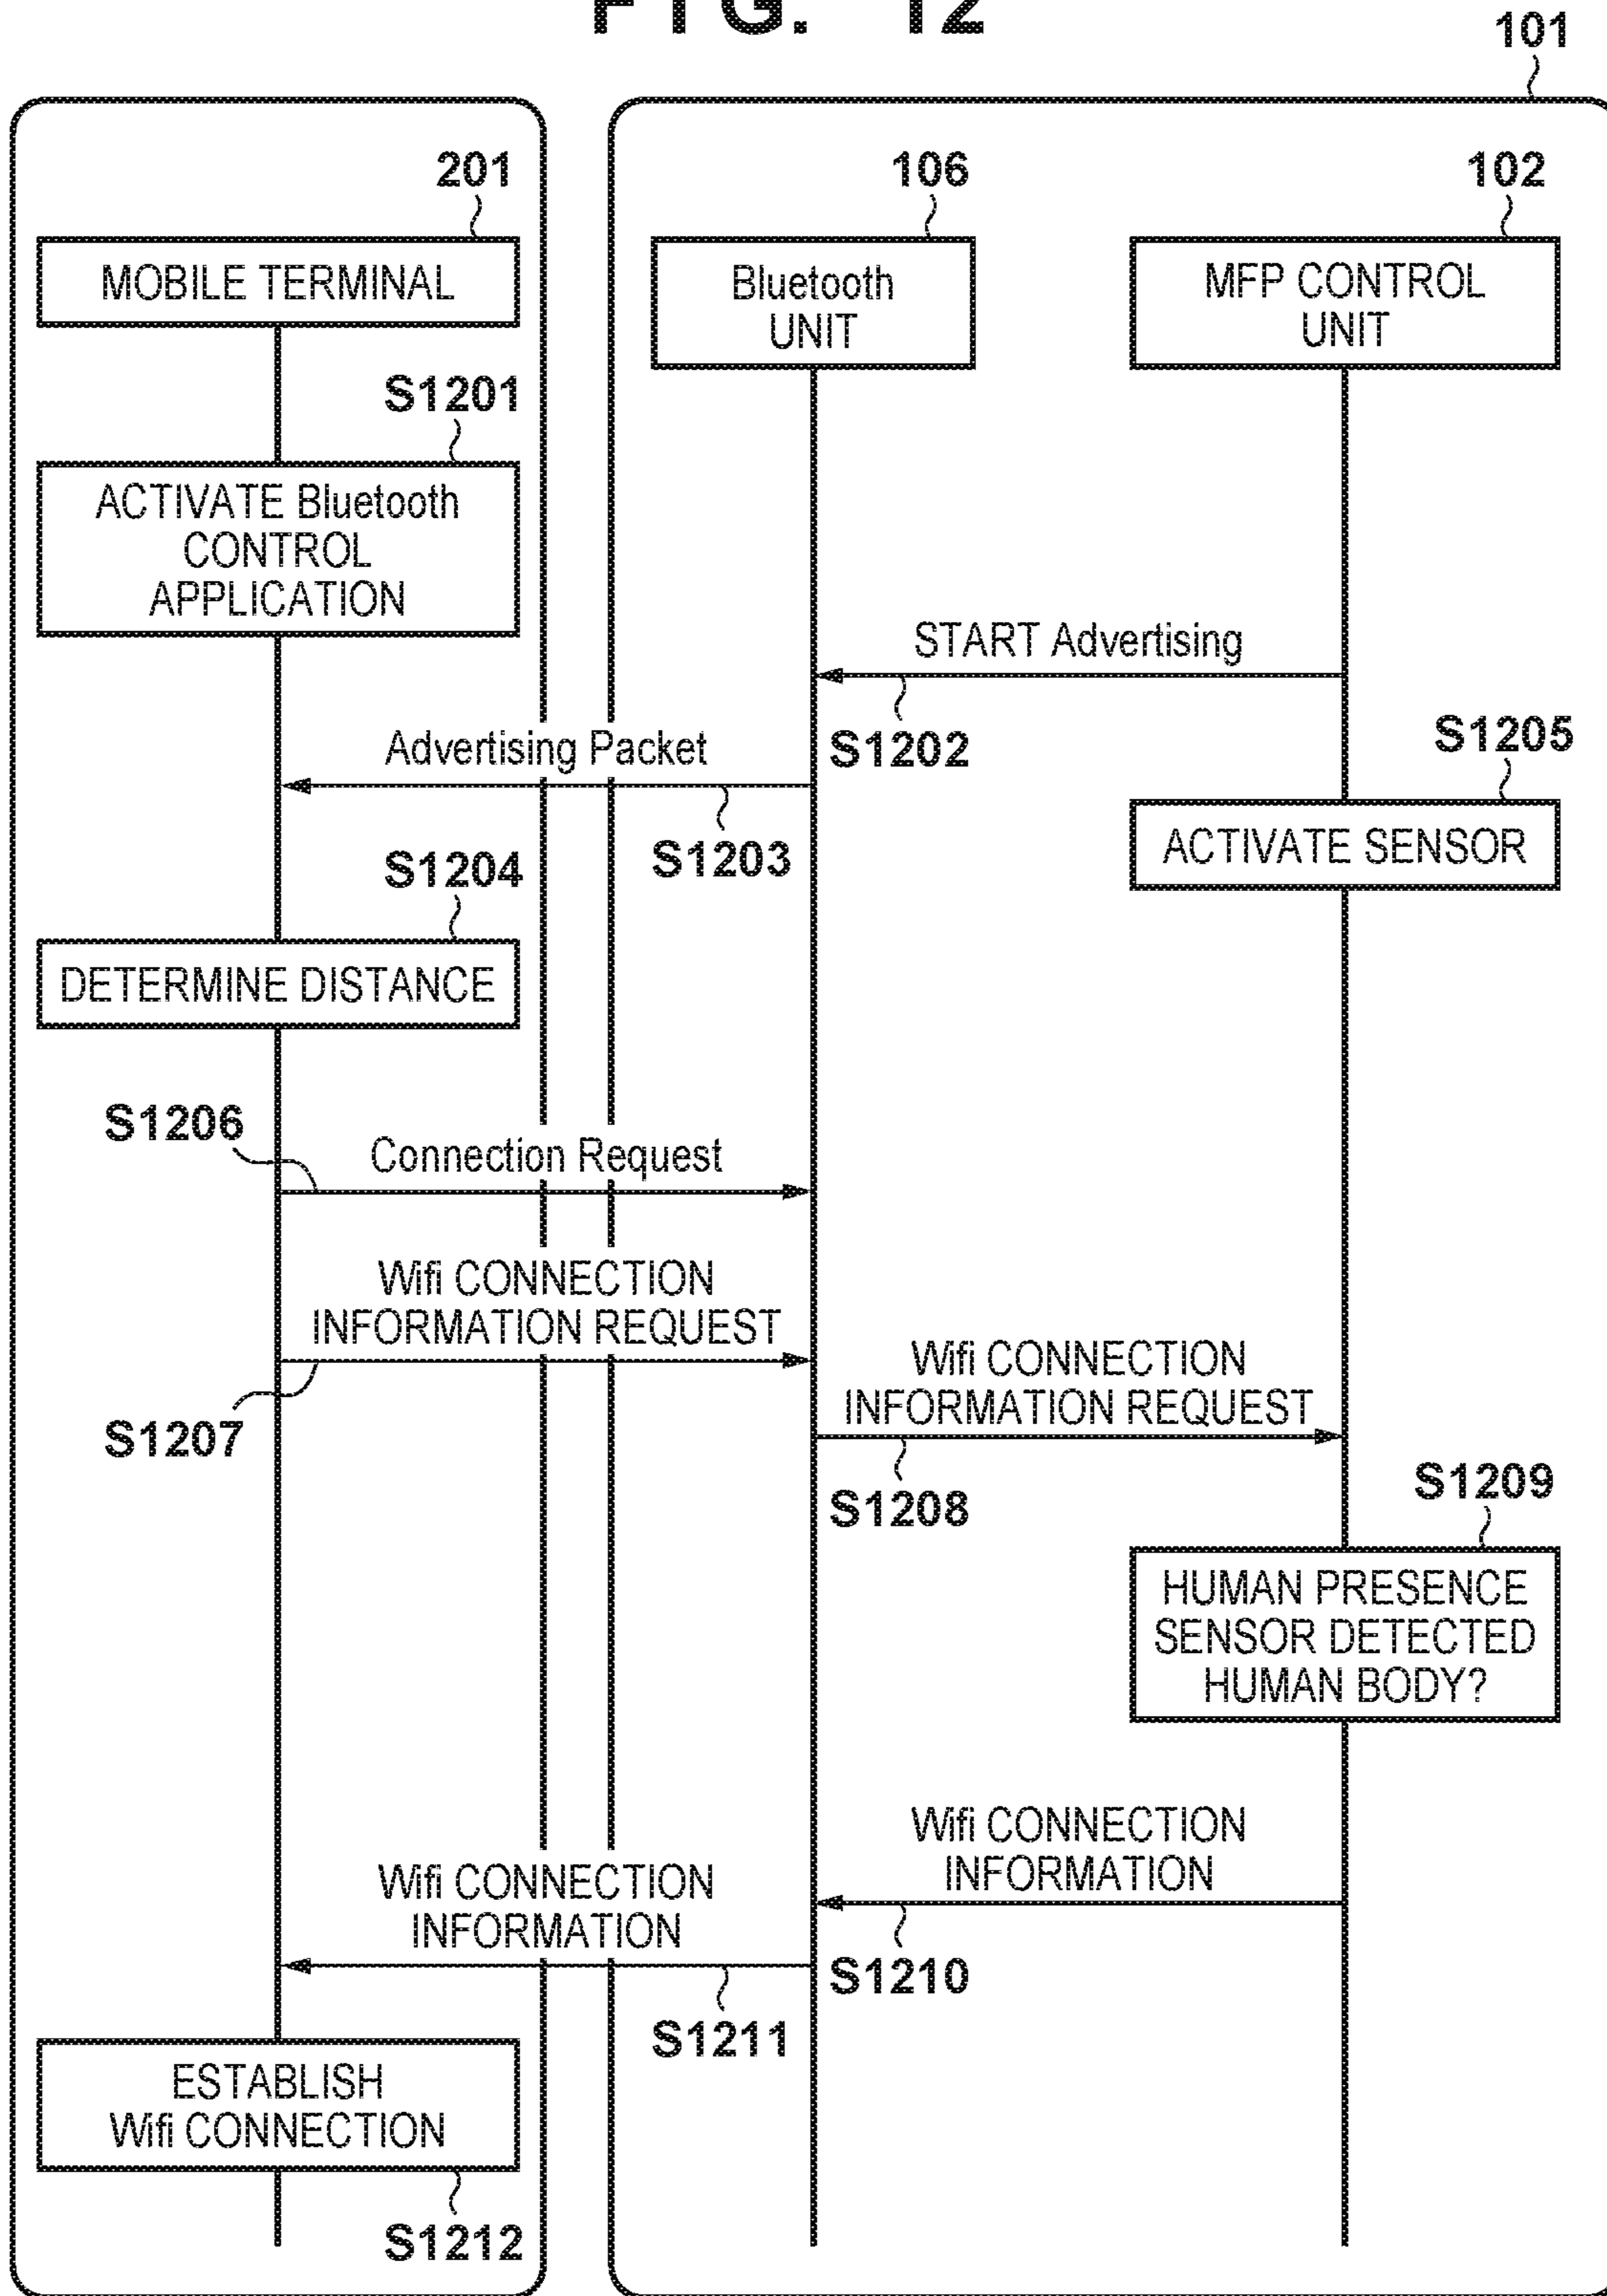 FIG. 12
101
201
106
102
MOBILE TERMINAL
Bluetooth
UNIT
MFP CONTROL
UNIT
S1201
ACTIVATE Bluetooth
CONTROL
APPLICATION
START Advertising
S1202
Advertising Packet
S1203
S1205
ACTIVATE SENSOR
S1204
DETERMINE DISTANCE
S1206
Connection Request
Wifi CONNECTION
INFORMATION REQUEST
S1207
Wifi CONNECTION
INFORMATION REQUEST
S1208
S1209
HUMAN PRESENCE
SENSOR DETECTED
HUMAN BODY?
Wifi CONNECTION
INFORMATION
S1210
Wifi CONNECTION
INFORMATION
S1211
ESTABLISH
Wifi CONNECTION
S1212